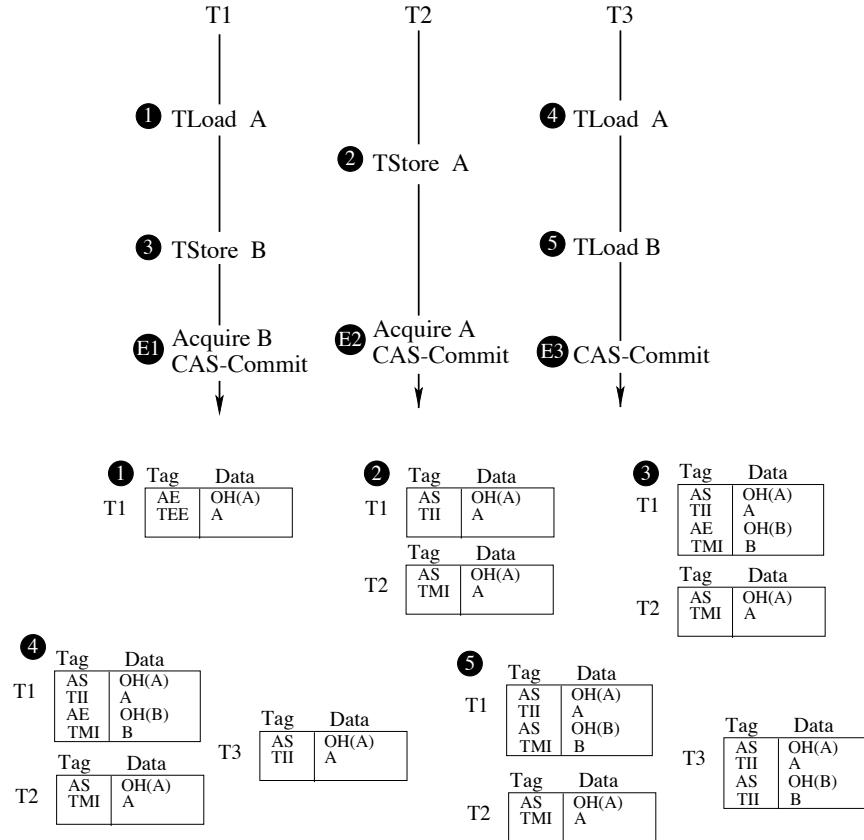 T1 T2 T3
1 TLoad A
4 TLoad A
2 TStore A
3 TStore B
5 TLoad B
E1 Acquire B
CAS-Commit
E2 Acquire A
CAS-Commit
E3 CAS-Commit
1
Tag Data
T1
AE OH(A)
TEE A
2
Tag Data
T1
AS OH(A)
TII A
Tag Data
T2
AS OH(A)
TMI A
3
Tag Data
T1
AS OH(A)
TII A
AE OH(B)
TMI B
Tag Data
T2
AS OH(A)
TMI A
4
Tag Data
T1
AS OH(A)
TII A
AE OH(B)
TMI B
Tag Data
T2
AS OH(A)
TMI A
Tag Data
T3
AS OH(A)
TII A
5
Tag Data
T1
AS OH(A)
TII A
AS OH(B)
TMI B
Tag Data
T2
AS OH(A)
TMI A
Tag Data
T3
AS OH(A)
TII A
AS OH(B)
TII B